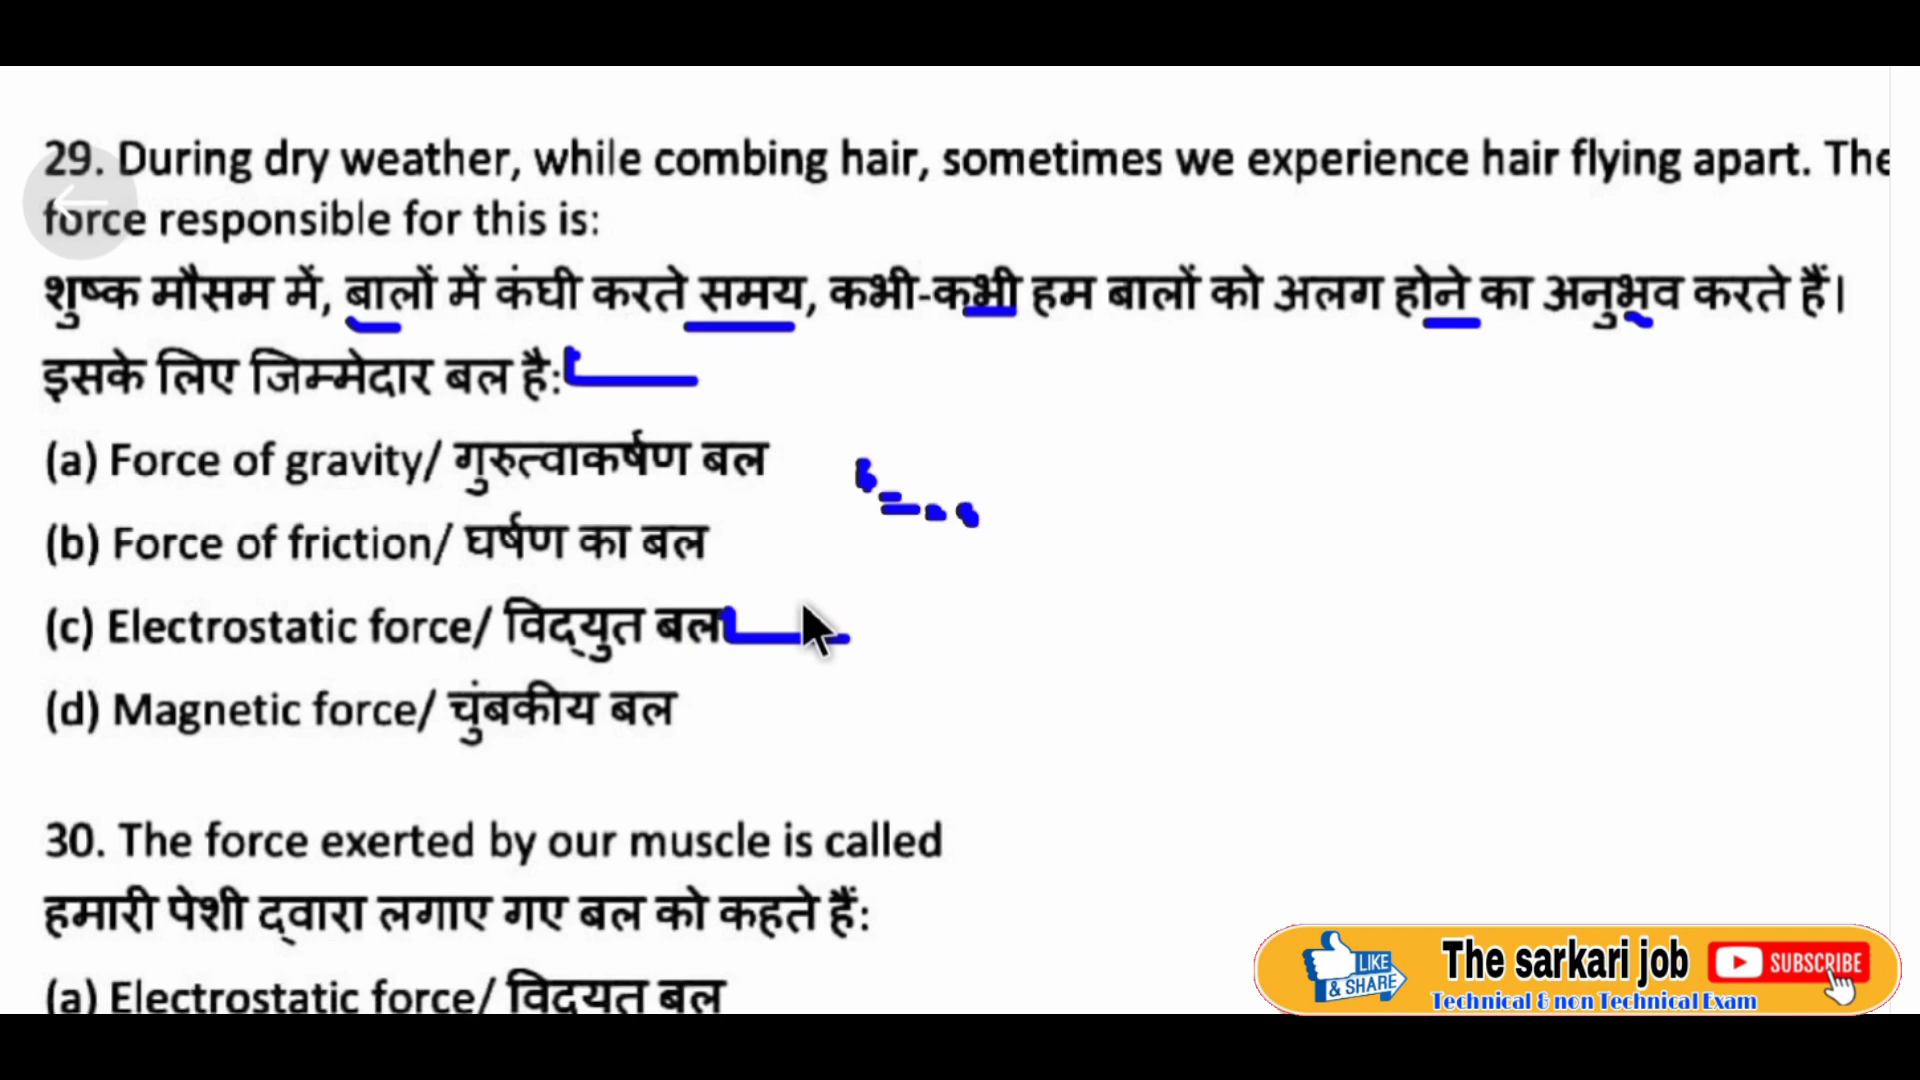 29. During dry weather, while combing hair, sometimes we experience hair flying apart. The
force responsible for this is:
शुष्क मौसम में, बालों में कंघी करते समय, कभी-कभी हम बालों को अलग होने का अनुभव करते हैं।
इसके लिए जिम्मेदार बल है:
(a) Force of gravity/ गुरुत्वाकर्षण बल
(b) Force of friction/ घर्षण का बल
(c) Electrostatic force/ विद्युत बल
(d) Magnetic force/ चुंबकीय बल
30. The force exerted by our muscle is called
हमारी पेशी द्वारा लगाए गए बल को कहते हैं:
(a) Electrostatic force/ विद्युत बल
LIKE
& SHARE
The sarkari job
SUBSCRIBE
Technical & non Technical Exam